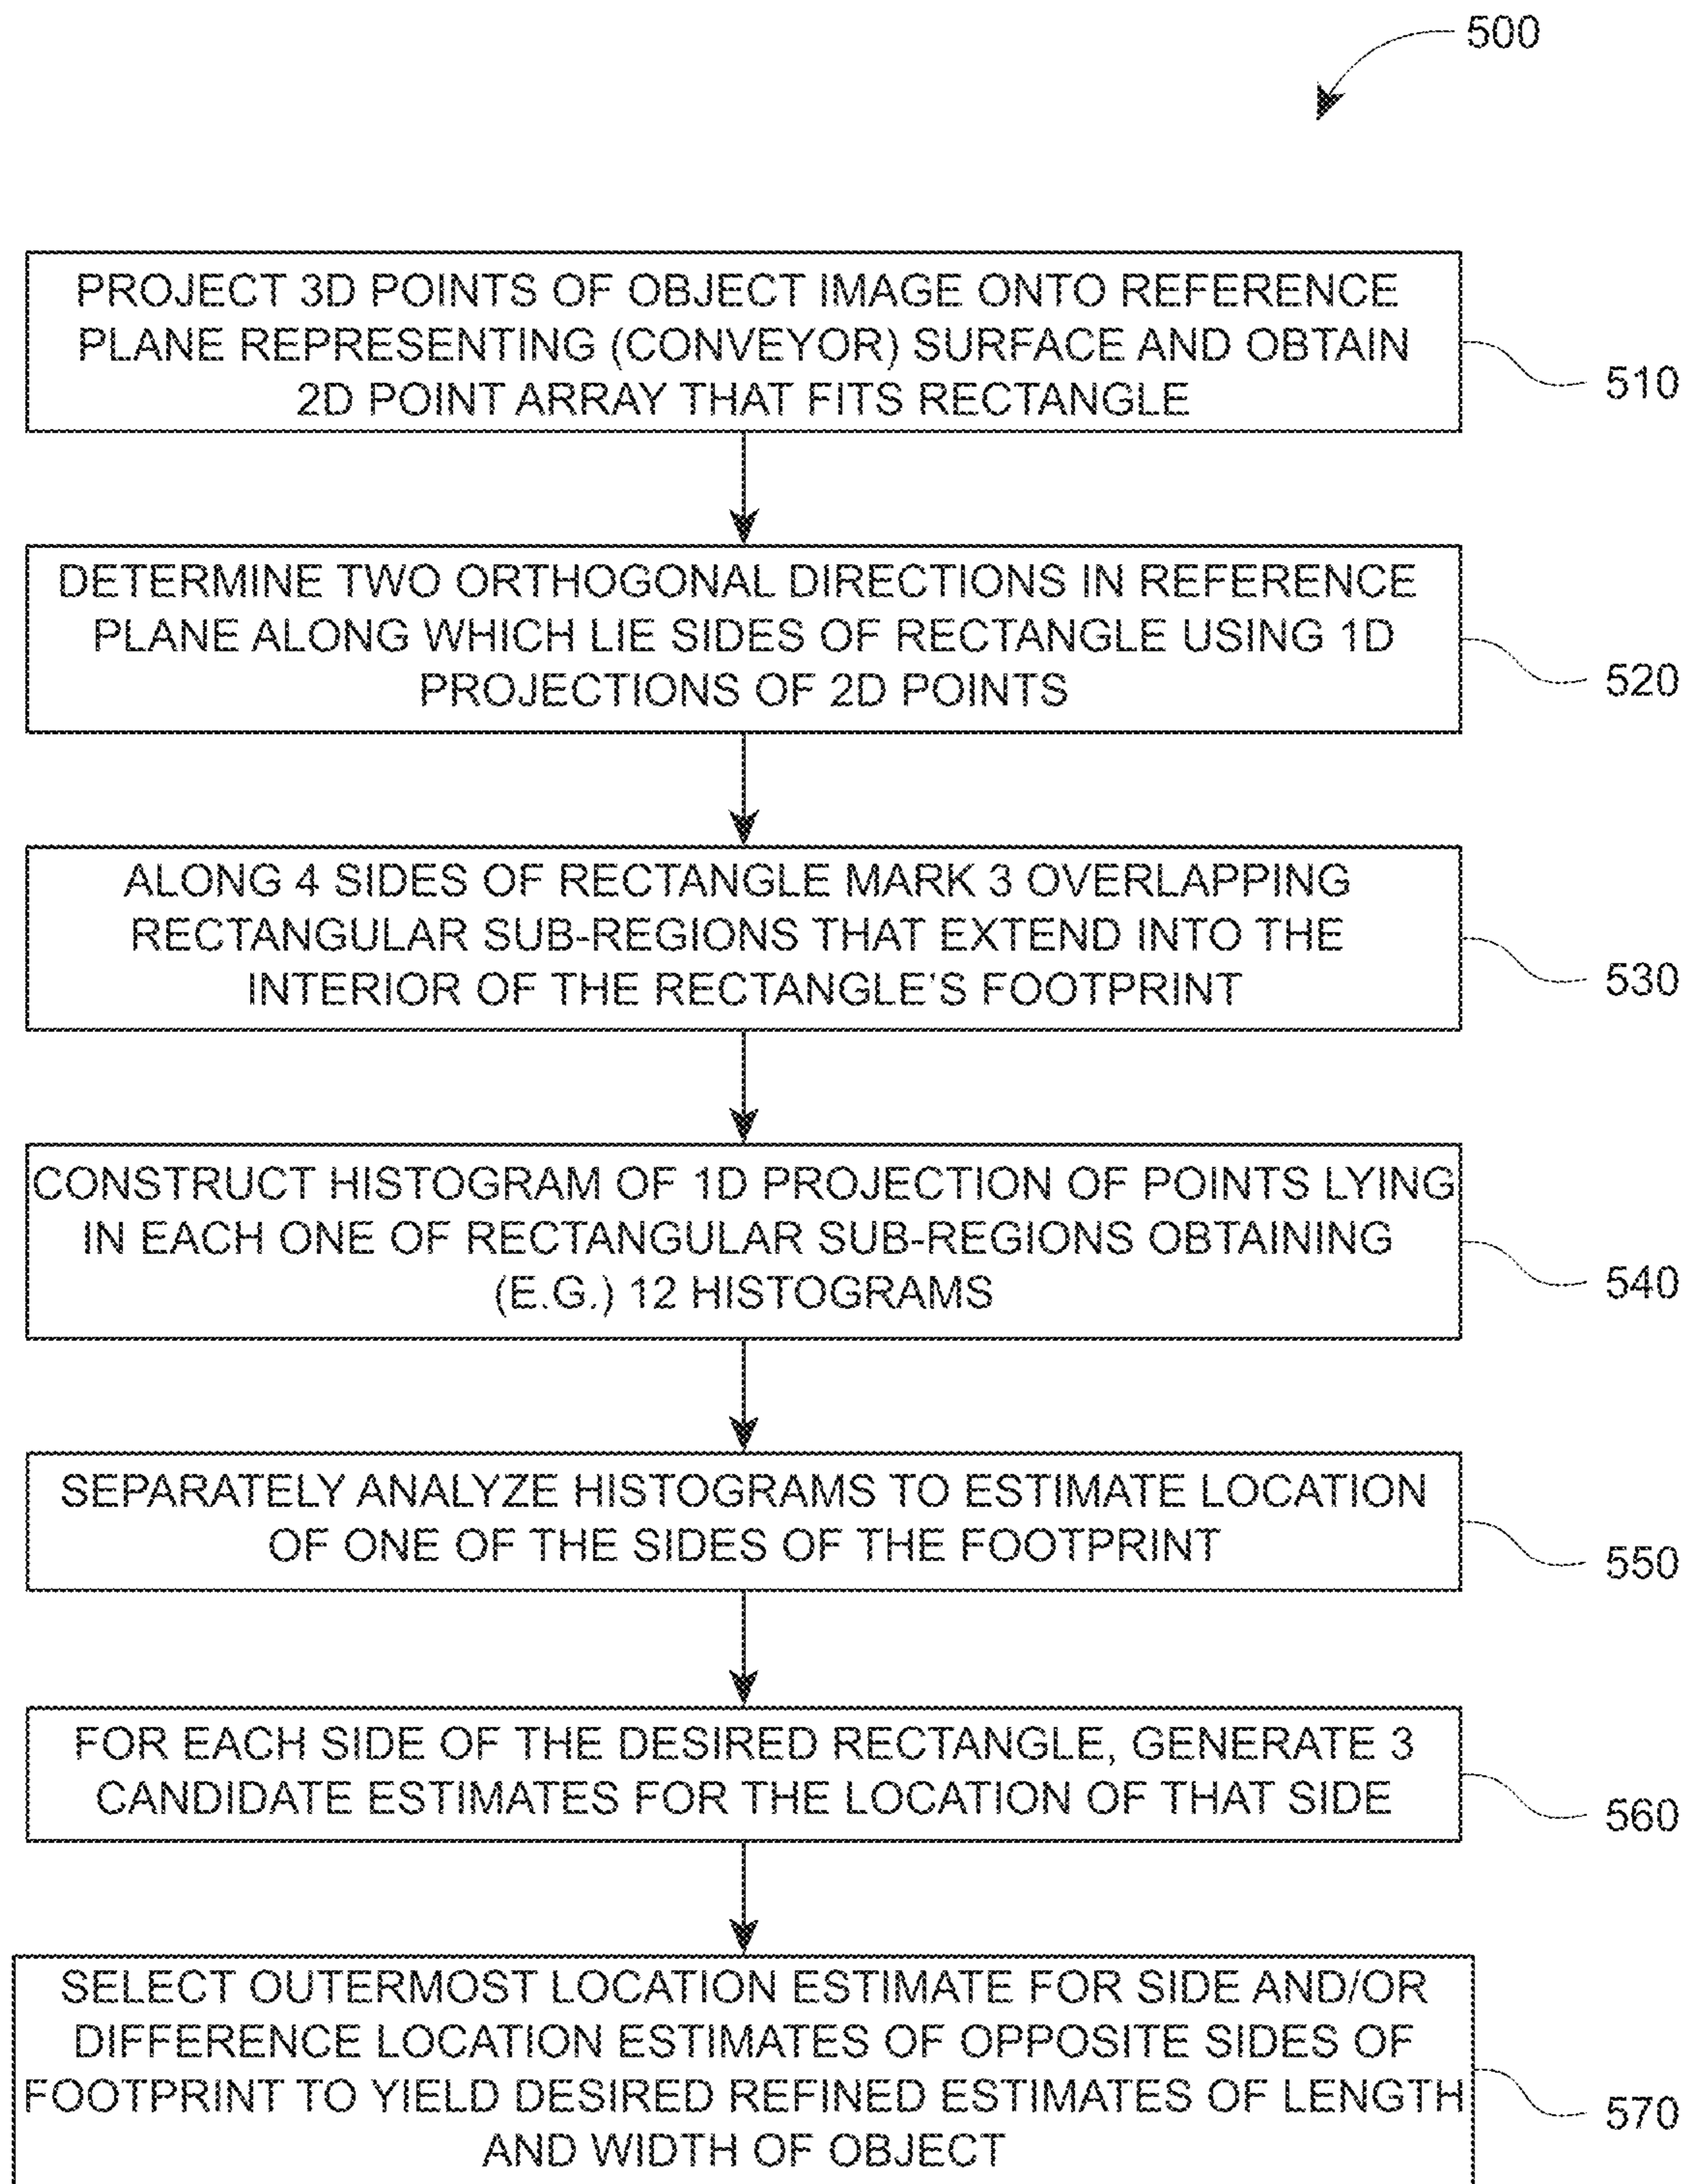 500
PROJECT 3D POINTS OF OBJECT IMAGE ONTO REFERENCE
PLANE REPRESENTING (CONVEYOR) SURFACE AND OBTAIN
2D POINT ARRAY THAT FITS RECTANGLE
510
DETERMINE TWO ORTHOGONAL DIRECTIONS IN REFERENCE
PLANE ALONG WHICH LIE SIDES OF RECTANGLE USING 1D
PROJECTIONS OF 2D POINTS
520
ALONG 4 SIDES OF RECTANGLE MARK 3 OVERLAPPING
RECTANGULAR SUB-REGIONS THAT EXTEND INTO THE
INTERIOR OF THE RECTANGLE'S FOOTPRINT
530
CONSTRUCT HISTOGRAM OF 1D PROJECTION OF POINTS LYING
IN EACH ONE OF RECTANGULAR SUB-REGIONS OBTAINING
(E.G.) 12 HISTOGRAMS
540
SEPARATELY ANALYZE HISTOGRAMS TO ESTIMATE LOCATION
OF ONE OF THE SIDES OF THE FOOTPRINT
550
FOR EACH SIDE OF THE DESIRED RECTANGLE, GENERATE 3
CANDIDATE ESTIMATES FOR THE LOCATION OF THAT SIDE
560
SELECT OUTERMOST LOCATION ESTIMATE FOR SIDE AND/OR
DIFFERENCE LOCATION ESTIMATES OF OPPOSITE SIDES OF
FOOTPRINT TO YIELD DESIRED REFINED ESTIMATES OF LENGTH
AND WIDTH OF OBJECT
570